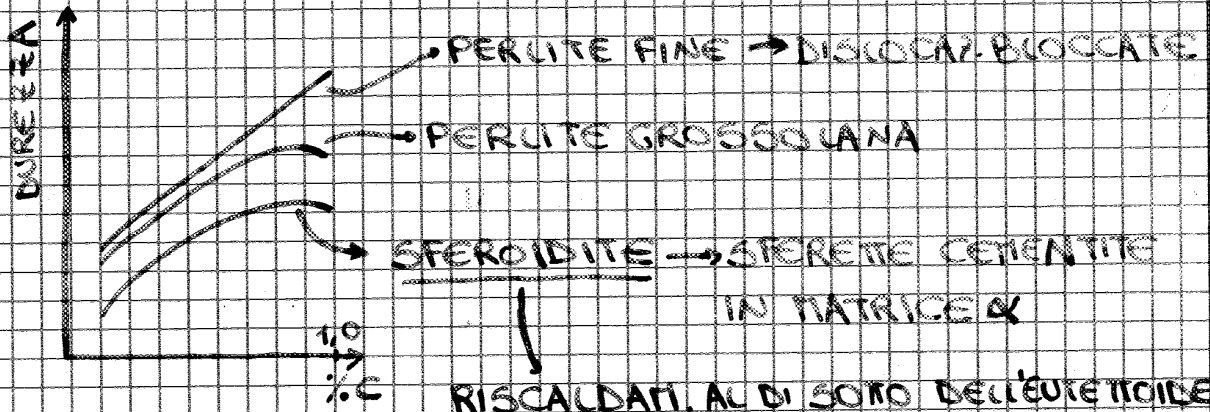 DUREZZA
PERLITE FINE → DISLOCAZ. BLOCCATE
PERLITE GROSSOLANA
SFEROIDITE → SFERETTE CEMENTITE
IN MATRICE α
1,0
% C
RISCALDAM. AL DI SOTTO DELL'EUTETTOIDE